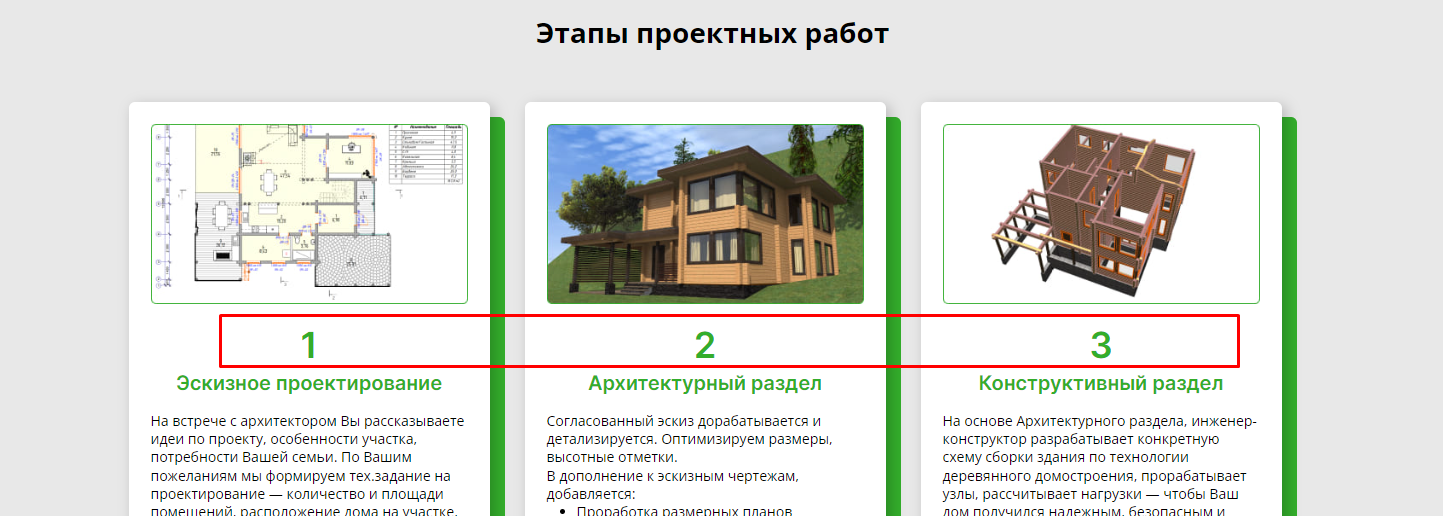 Этапы проектных работ
1
Эскизное проектирование
На встрече с архитектором Вы рассказываете
идеи по проекту, особенности участка,
потребности Вашей семьи. По Вашим
пожеланиям мы формируем тех.задание на
проектирование — количество и площади
помещений, расположение дома на участке,
2
Архитектурный раздел
Согласованный эскиз дорабатывается и
детализируется. Оптимизируем размеры,
высотные отметки.
В дополнение к эскизным чертежам,
добавляется:
• Проработка размерных планов
3
Конструктивный раздел
На основе Архитектурного раздела, инженер-
конструктор разрабатывает конкретную
схему сборки здания по технологии
деревянного домостроения, прорабатывает
узлы, рассчитывает нагрузки — чтобы Ваш
дом получился надежным, безопасным и